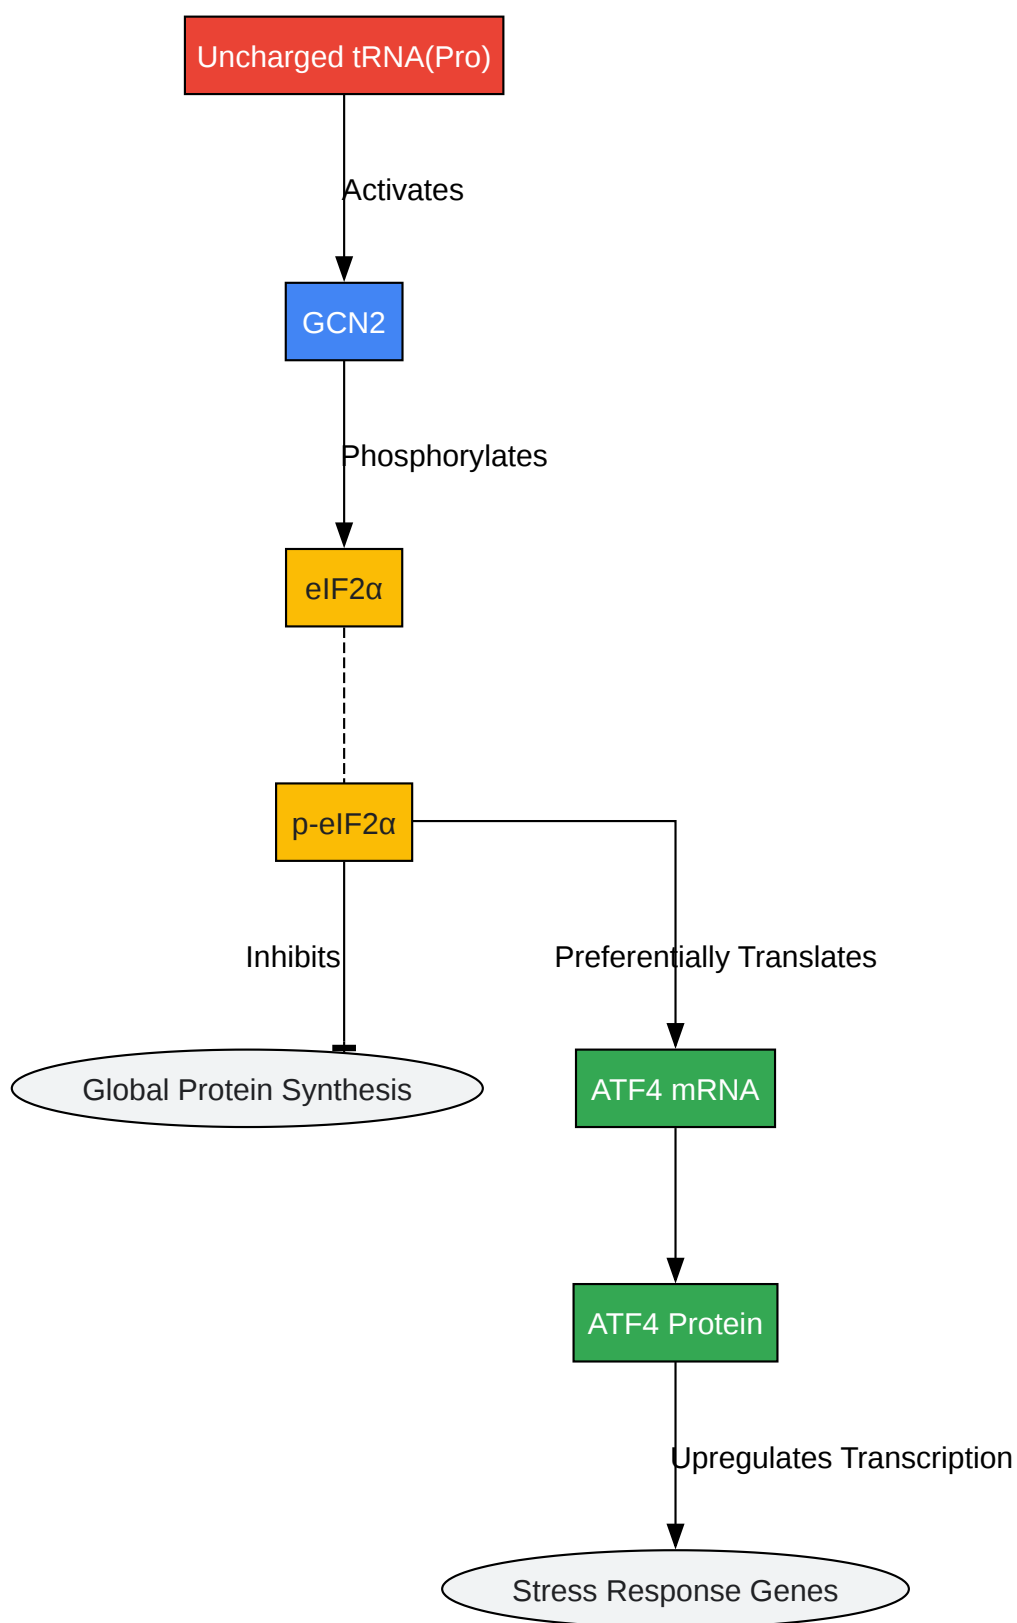 Uncharged tRNA(Pro)
Activates
GCN2
Phosphorylates
eIF2α
p-eIF2α
Inhibits
Preferentially Translates
Global Protein Synthesis
ATF4 mRNA
ATF4 Protein
Upregulates Transcription
Stress Response Genes